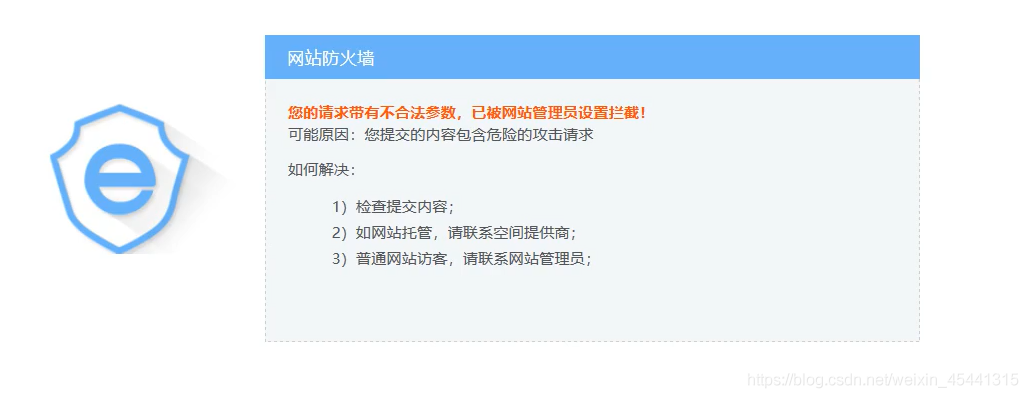 网站防火墙
您的请求带有不合法参数，已被网站管理员设置拦截！
可能原因：您提交的内容包含危险的攻击请求
如何解决：
1）检查提交内容；
2）如网站托管，请联系空间提供商；
3）普通网站访客，请联系网站管理员；
https://blog.csdn.net/weixin_45441315